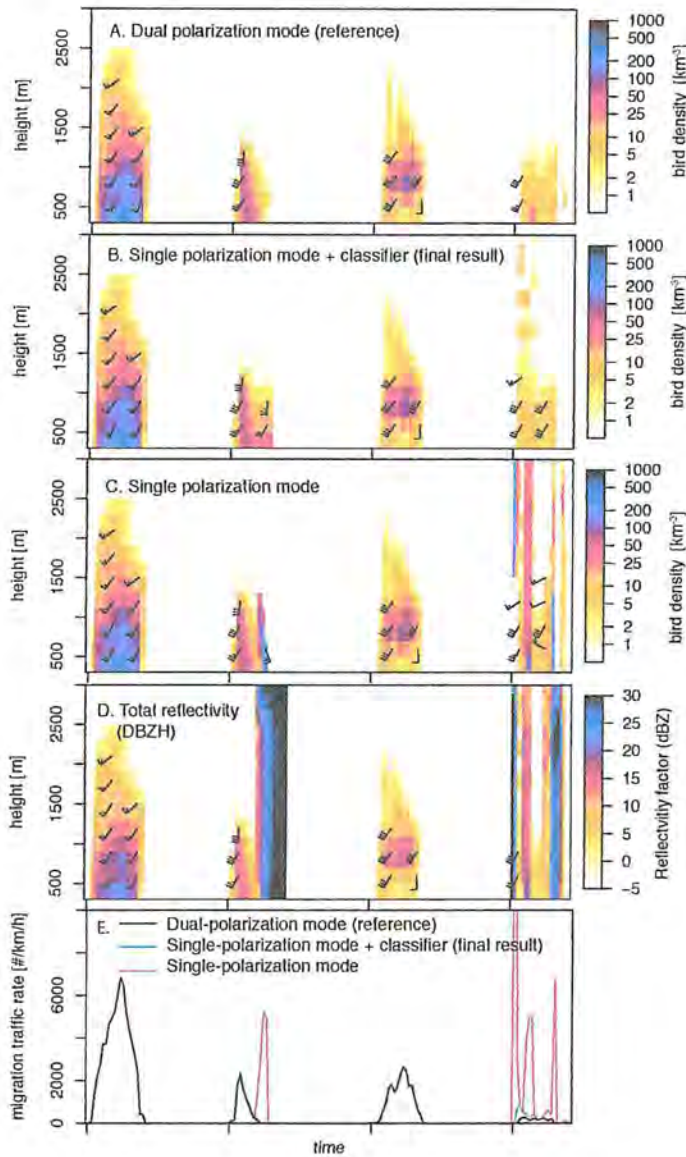 A. Dual polarization mode (reference)
height [m]
500
1500
2500
1000
500
200
100
50
25
10
5
2
1
bird density [km⁻³]
B. Single polarization mode + classifier (final result)
height [m]
500
1500
2500
1000
500
200
100
50
25
10
5
2
1
bird density [km⁻³]
C. Single polarization mode
height [m]
500
1500
2500
1000
500
200
100
50
25
10
5
2
1
bird density [km⁻³]
D. Total reflectivity
(DBZH)
height [m]
500
1500
2500
30
25
20
15
10
5
0
−5
Reflectvity factor (dBZ)
E.
Dual-polarization mode (reference)
Single-polarization mode + classifier (final result)
Single-polarization mode
migration traffic rate [#/km/h]
0
2000
6000
time